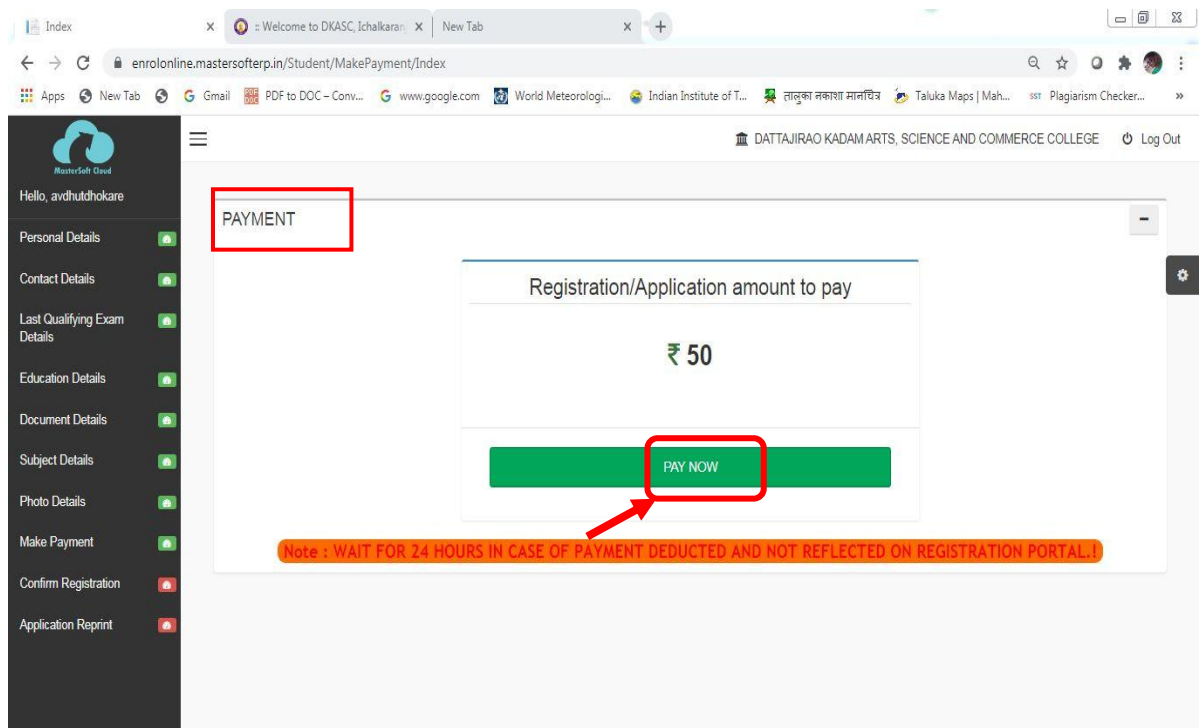 Index
:: Welcome to DKASC, Ichalkaran
New Tab
enrolonline.mastersofterp.in/Student/MakePayment/Index
Apps New Tab Gmail PDF to DOC – Conv... www.google.com World Meteorologi... Indian Institute of T... तालुका नकाशा मानचित्र Taluka Maps | Mah... SST Plagiarism Checker... »
MasterSoft Cloud
DATTAJIRAO KADAM ARTS, SCIENCE AND COMMERCE COLLEGE Log Out
Hello, avdhutdhokare
Personal Details
Contact Details
Last Qualifying Exam
Details
Education Details
Document Details
Subject Details
Photo Details
Make Payment
Confirm Registration
Application Reprint
PAYMENT
Registration/Application amount to pay
₹ 50
PAY NOW
Note : WAIT FOR 24 HOURS IN CASE OF PAYMENT DEDUCTED AND NOT REFLECTED ON REGISTRATION PORTAL.!